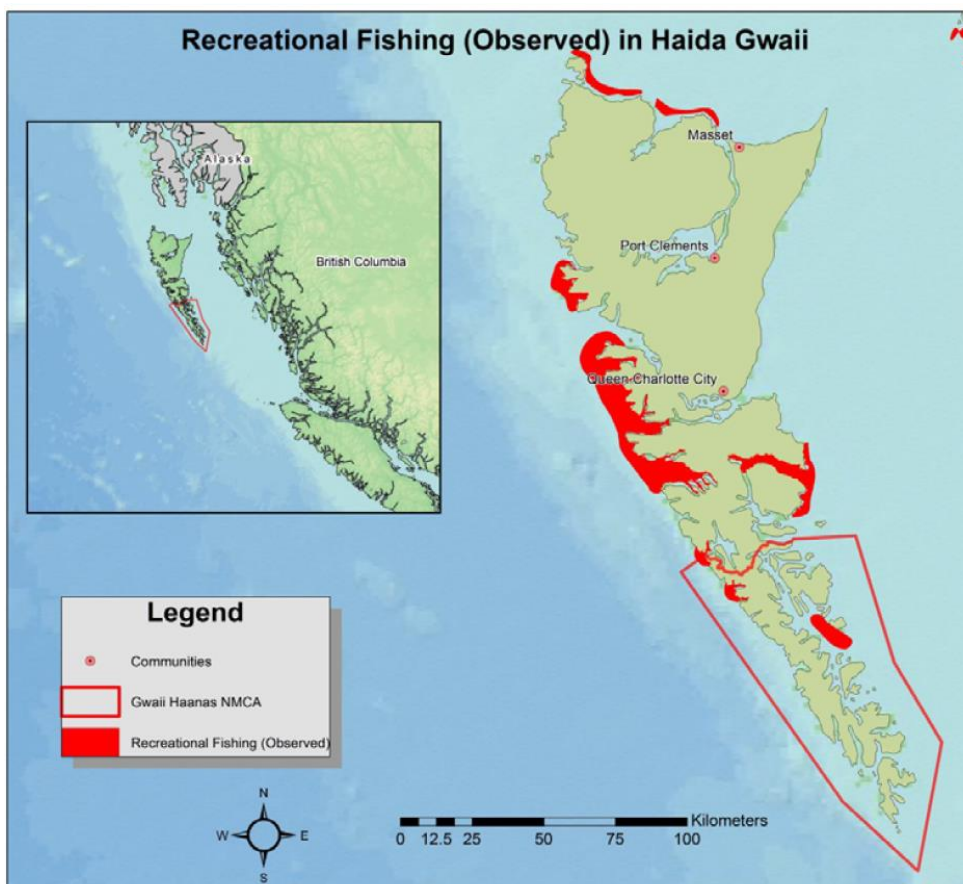 Recreational Fishing (Observed) in Haida Gwaii
Alaska
British Columbia
Masset
Port Clements
Queen Charlotte City
Legend
Communities
Gwaii Haanas NMCA
Recreational Fishing (Observed)
N
W E
S
Kilometers
0 12.5 25 50 75 100